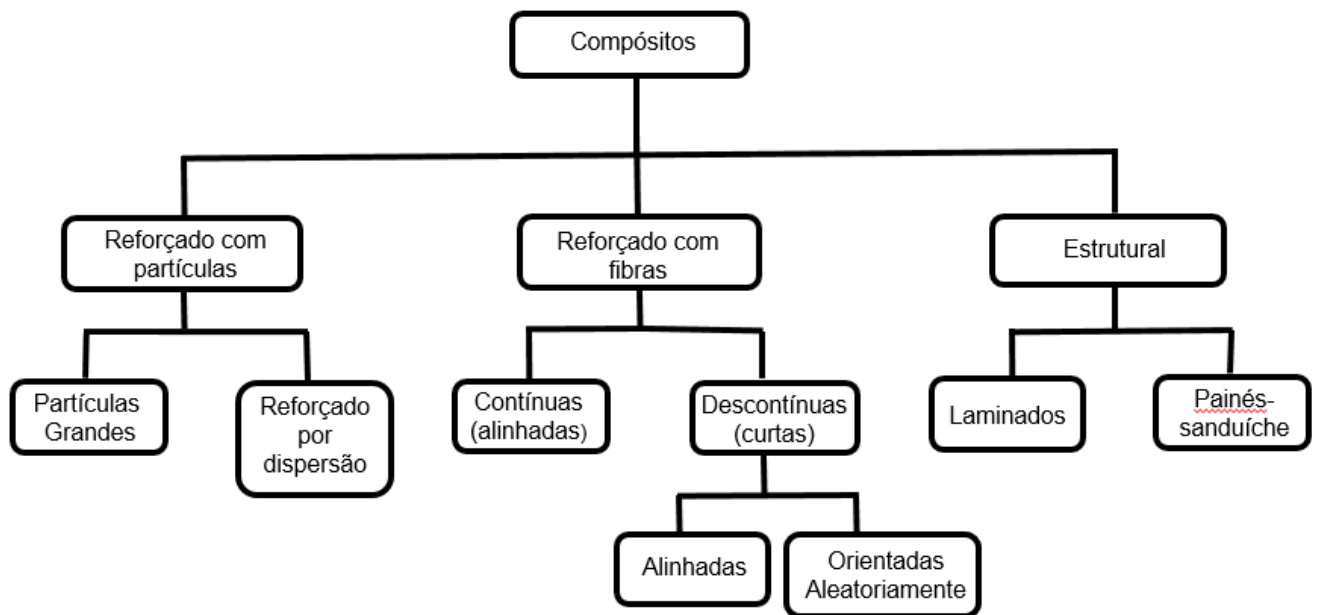 Compósitos
Reforçado com
partículas
Reforçado com
fibras
Estrutural
Partículas
Grandes
Reforçado
por
dispersão
Contínuas
(alinhadas)
Descontínuas
(curtas)
Laminados
Painés-
sanduíche
Alinhadas
Orientadas
Aleatoriamente